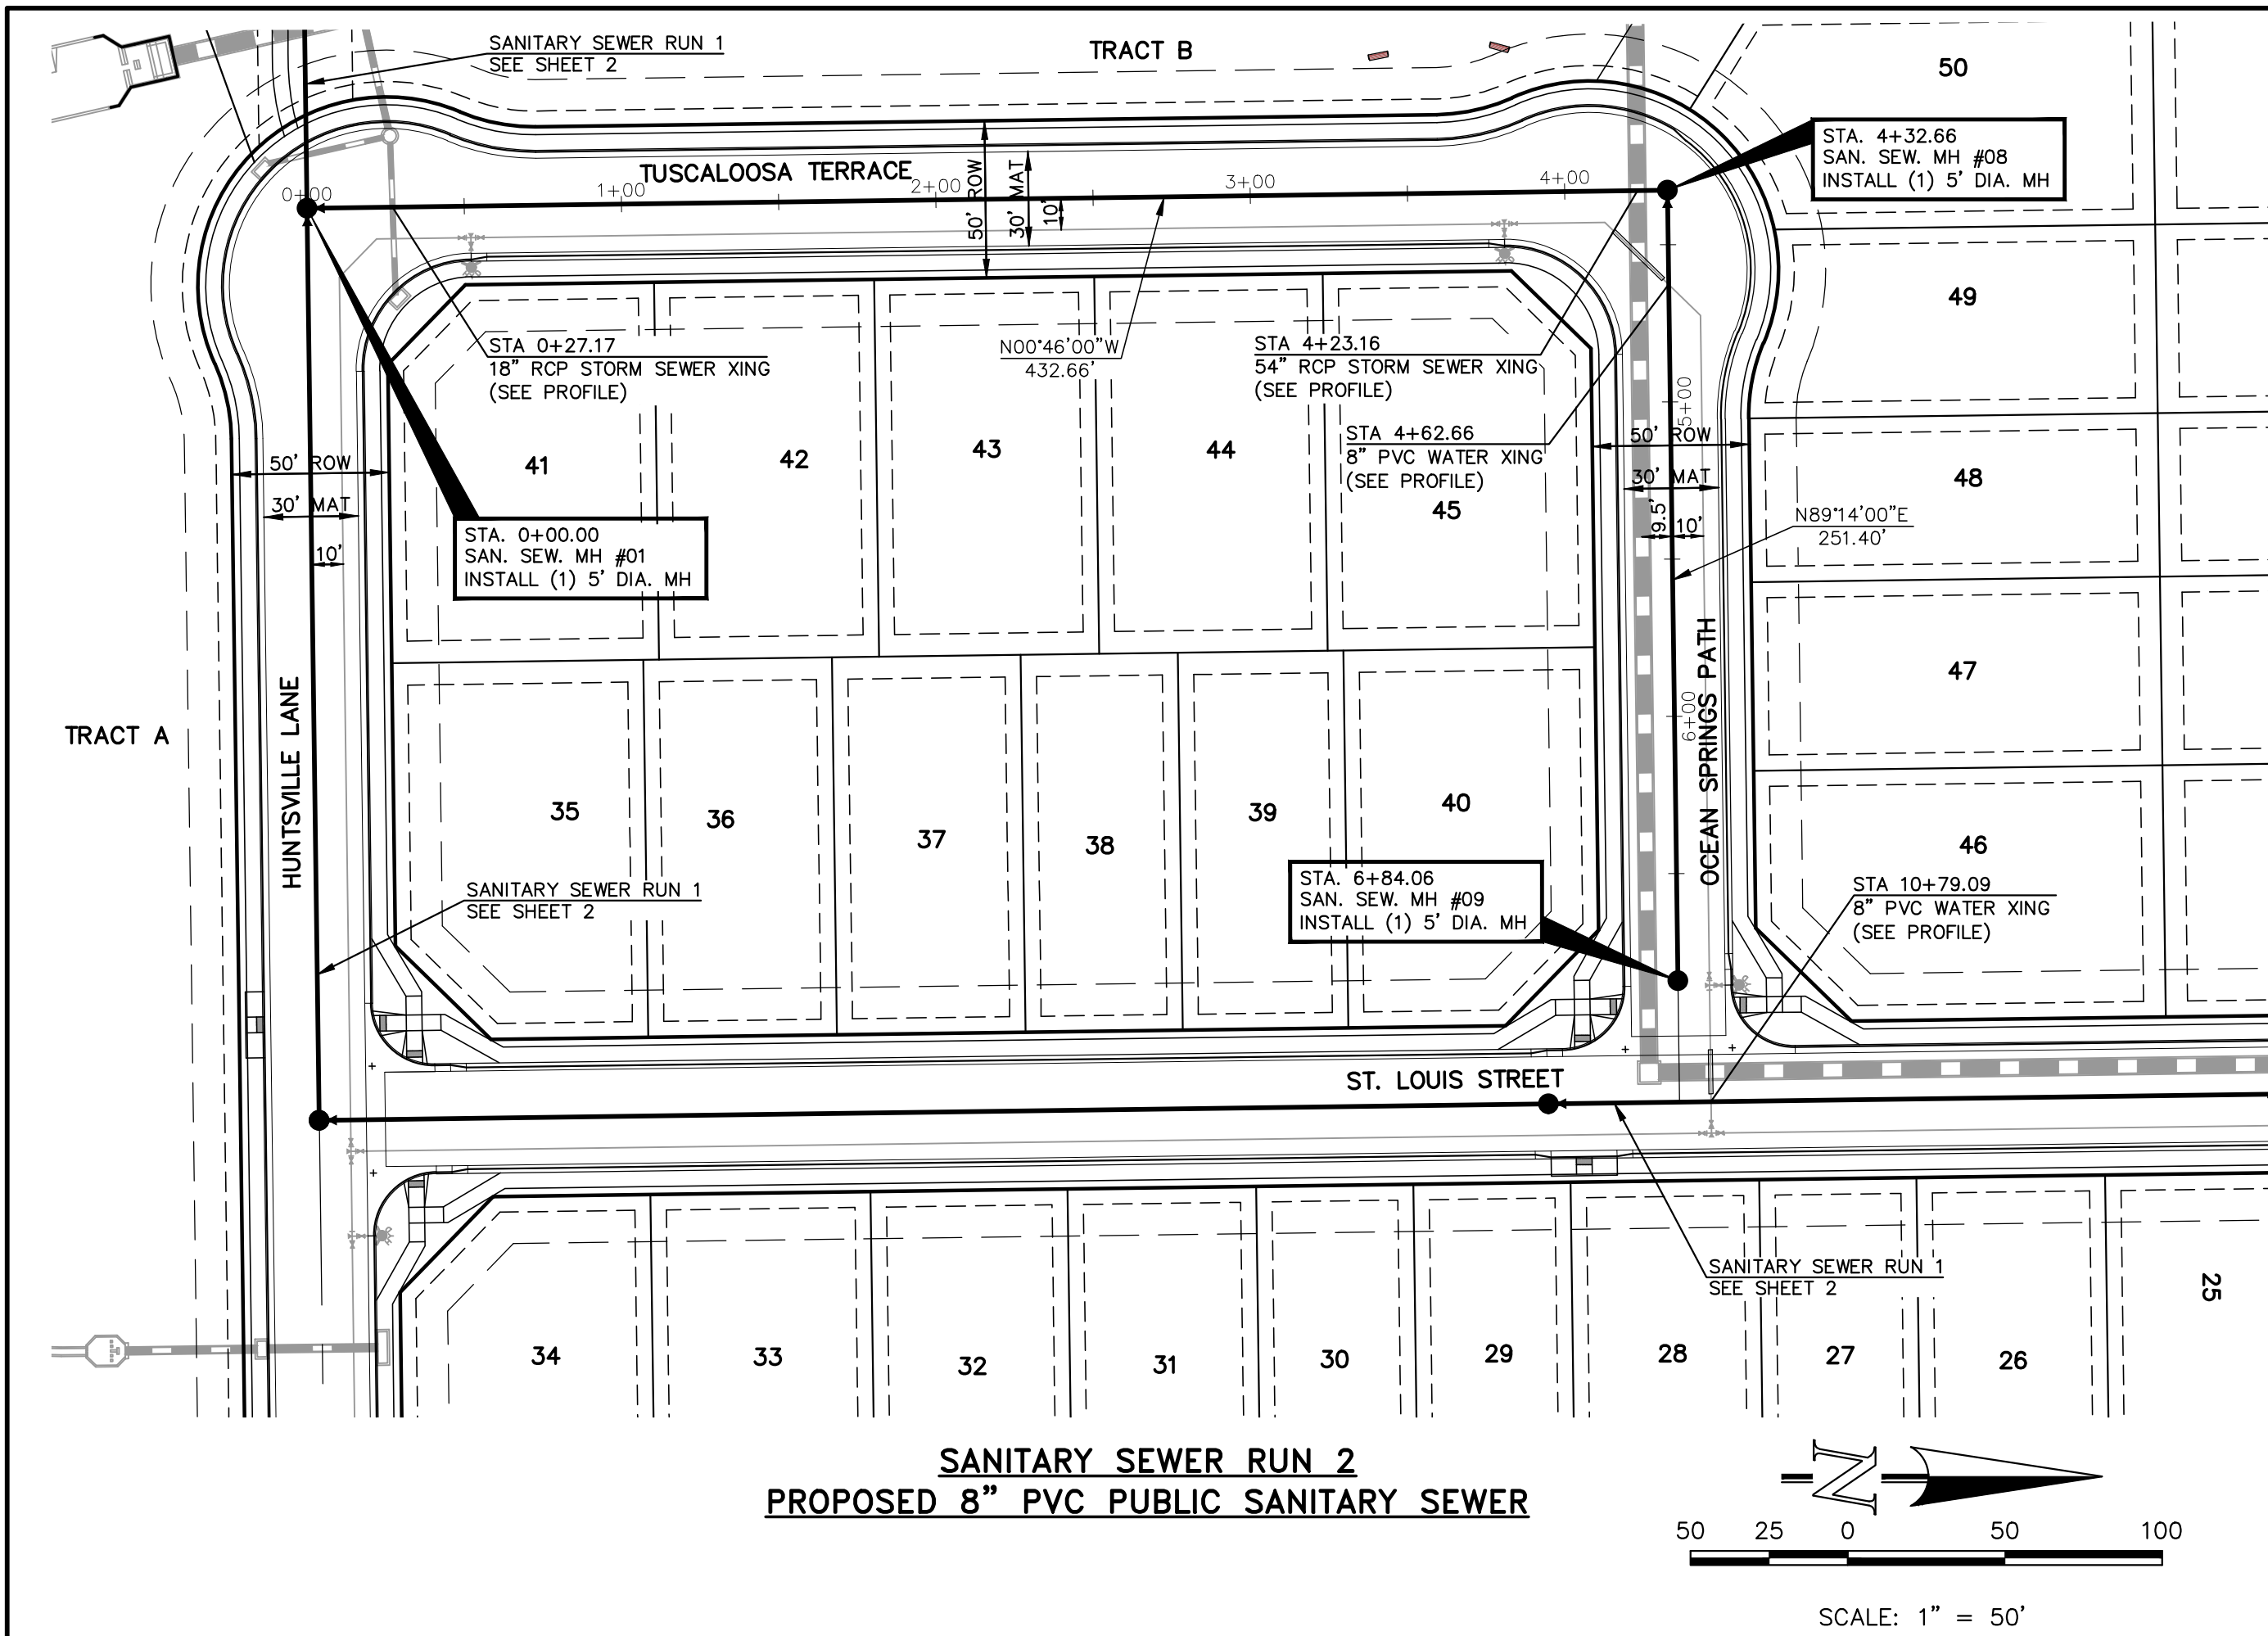 SANITARY SEWER RUN 1
SEE SHEET 2
TRACT B
50
STA. 4+32.66
SAN. SEW. MH #08
INSTALL (1) 5' DIA. MH
TUSCALOOSA TERRACE
0+00
1+00
2+00
3+00
4+00
50' ROW
30' MAT
10'
49
STA 0+27.17
18" RCP STORM SEWER XING
(SEE PROFILE)
N00°46'00"W
432.66'
STA 4+23.16
54" RCP STORM SEWER XING
(SEE PROFILE)
5+00
STA 4+62.66
8" PVC WATER XING
(SEE PROFILE)
50' ROW
30' MAT
10'
41
42
43
44
45
50' ROW
30' MAT
9.5'
10'
48
N89°14'00"E
251.40'
STA. 0+00.00
SAN. SEW. MH #01
INSTALL (1) 5' DIA. MH
47
6+00
OCEAN SPRINGS PATH
TRACT A
HUNTSVILLE LANE
35
36
37
38
39
40
46
SANITARY SEWER RUN 1
SEE SHEET 2
STA. 6+84.06
SAN. SEW. MH #09
INSTALL (1) 5' DIA. MH
STA 10+79.09
8" PVC WATER XING
(SEE PROFILE)
ST. LOUIS STREET
SANITARY SEWER RUN 1
SEE SHEET 2
34
33
32
31
30
29
28
27
26
25
SANITARY SEWER RUN 2
PROPOSED 8" PVC PUBLIC SANITARY SEWER
N
50 25 0 50 100
SCALE: 1" = 50'